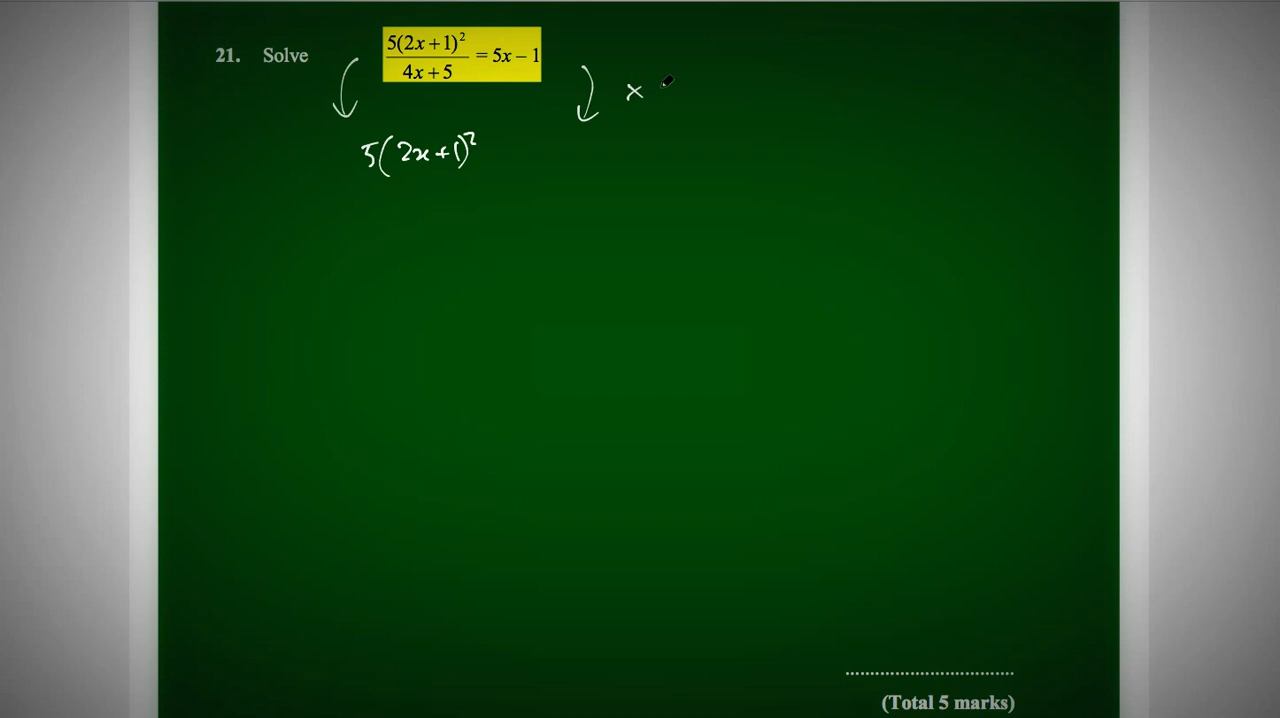 21. Solve 5(2x+1)² / 4x+5 = 5x – 1
×
5(2x+1)²
(Total 5 marks)